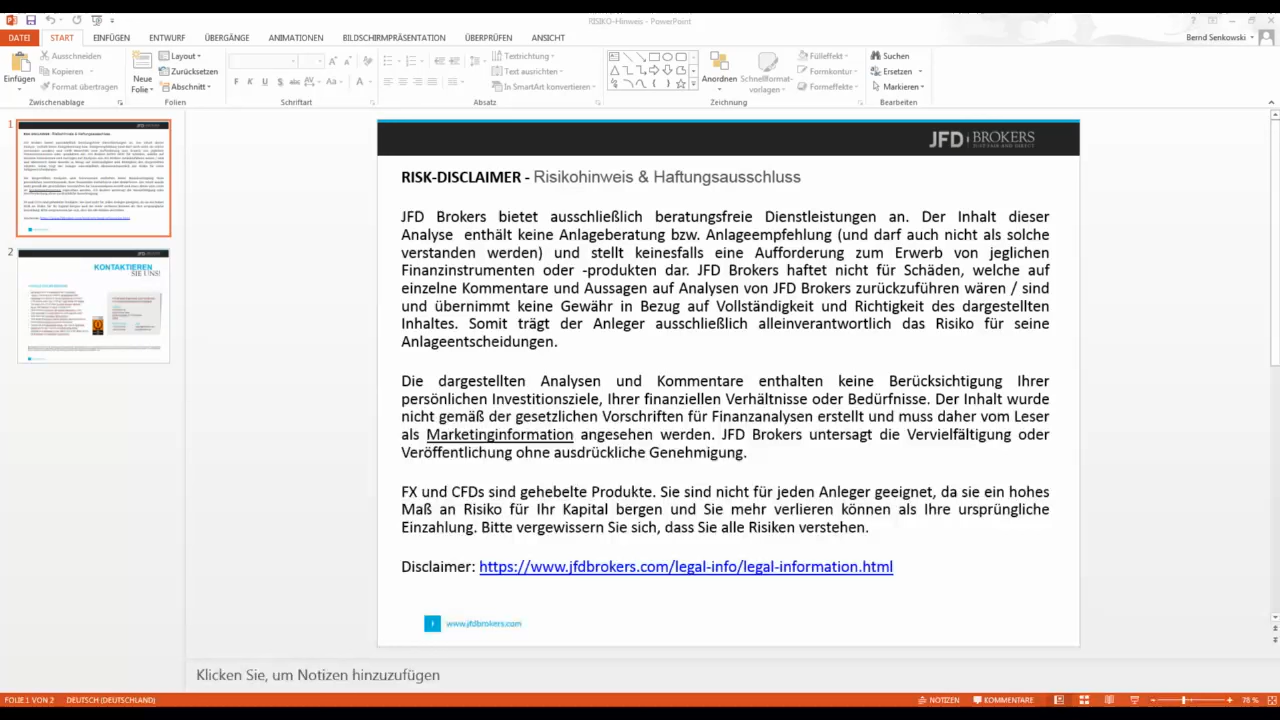 RISIKO-Hinweis - PowerPoint
DATEI START EINFÜGEN ENTWURF ÜBERGÄNGE ANIMATIONEN BILDSCHIRMPRÄSENTATION ÜBERPRÜFEN ANSICHT
Bernd Senkowski
Einfügen
Ausschneiden
Kopieren
Format übertragen
Zwischenablage
Neue
Folie
Layout
Zurücksetzen
Abschnitt
Folien
F K U S abc AV Aa A
Schriftart
Textrichtung
Text ausrichten
In SmartArt konvertieren
Absatz
Anordnen
Schnellformat-
vorlagen
Fülleffekt
Formkontur
Formeffekte
Zeichnung
Suchen
Ersetzen
Markieren
Bearbeiten
1
2
KONTAKTIEREN
SIE UNS!
JFD BROKERS
JUST FAIR AND DIRECT
RISK-DISCLAIMER - Risikohinweis & Haftungsausschluss
JFD Brokers bietet ausschließlich beratungsfreie Dienstleistungen an. Der Inhalt dieser
Analyse enthält keine Anlageberatung bzw. Anlageempfehlung (und darf auch nicht als solche
verstanden werden) und stellt keinesfalls eine Aufforderung zum Erwerb von jeglichen
Finanzinstrumenten oder -produkten dar. JFD Brokers haftet nicht für Schäden, welche auf
einzelne Kommentare und Aussagen auf Analysen von JFD Brokers zurückzuführen wären / sind
und übernimmt keine Gewähr in Bezug auf Vollständigkeit und Richtigkeit des dargestellten
Inhaltes. Somit trägt der Anleger ausschließlich alleinverantwortlich das Risiko für seine
Anlageentscheidungen.
Die dargestellten Analysen und Kommentare enthalten keine Berücksichtigung Ihrer
persönlichen Investitionsziele, Ihrer finanziellen Verhältnisse oder Bedürfnisse. Der Inhalt wurde
nicht gemäß der gesetzlichen Vorschriften für Finanzanalysen erstellt und muss daher vom Leser
als Marketinginformation angesehen werden. JFD Brokers untersagt die Vervielfältigung oder
Veröffentlichung ohne ausdrückliche Genehmigung.
FX und CFDs sind gehebelte Produkte. Sie sind nicht für jeden Anleger geeignet, da sie ein hohes
Maß an Risiko für Ihr Kapital bergen und Sie mehr verlieren können als Ihre ursprüngliche
Einzahlung. Bitte vergewissern Sie sich, dass Sie alle Risiken verstehen.
Disclaimer: https://www.jfdbrokers.com/legal-info/legal-information.html
www.jfdbrokers.com
Klicken Sie, um Notizen hinzuzufügen
FOLIE 1 VON 2 DEUTSCH (DEUTSCHLAND) NOTIZEN KOMMENTARE 78 %